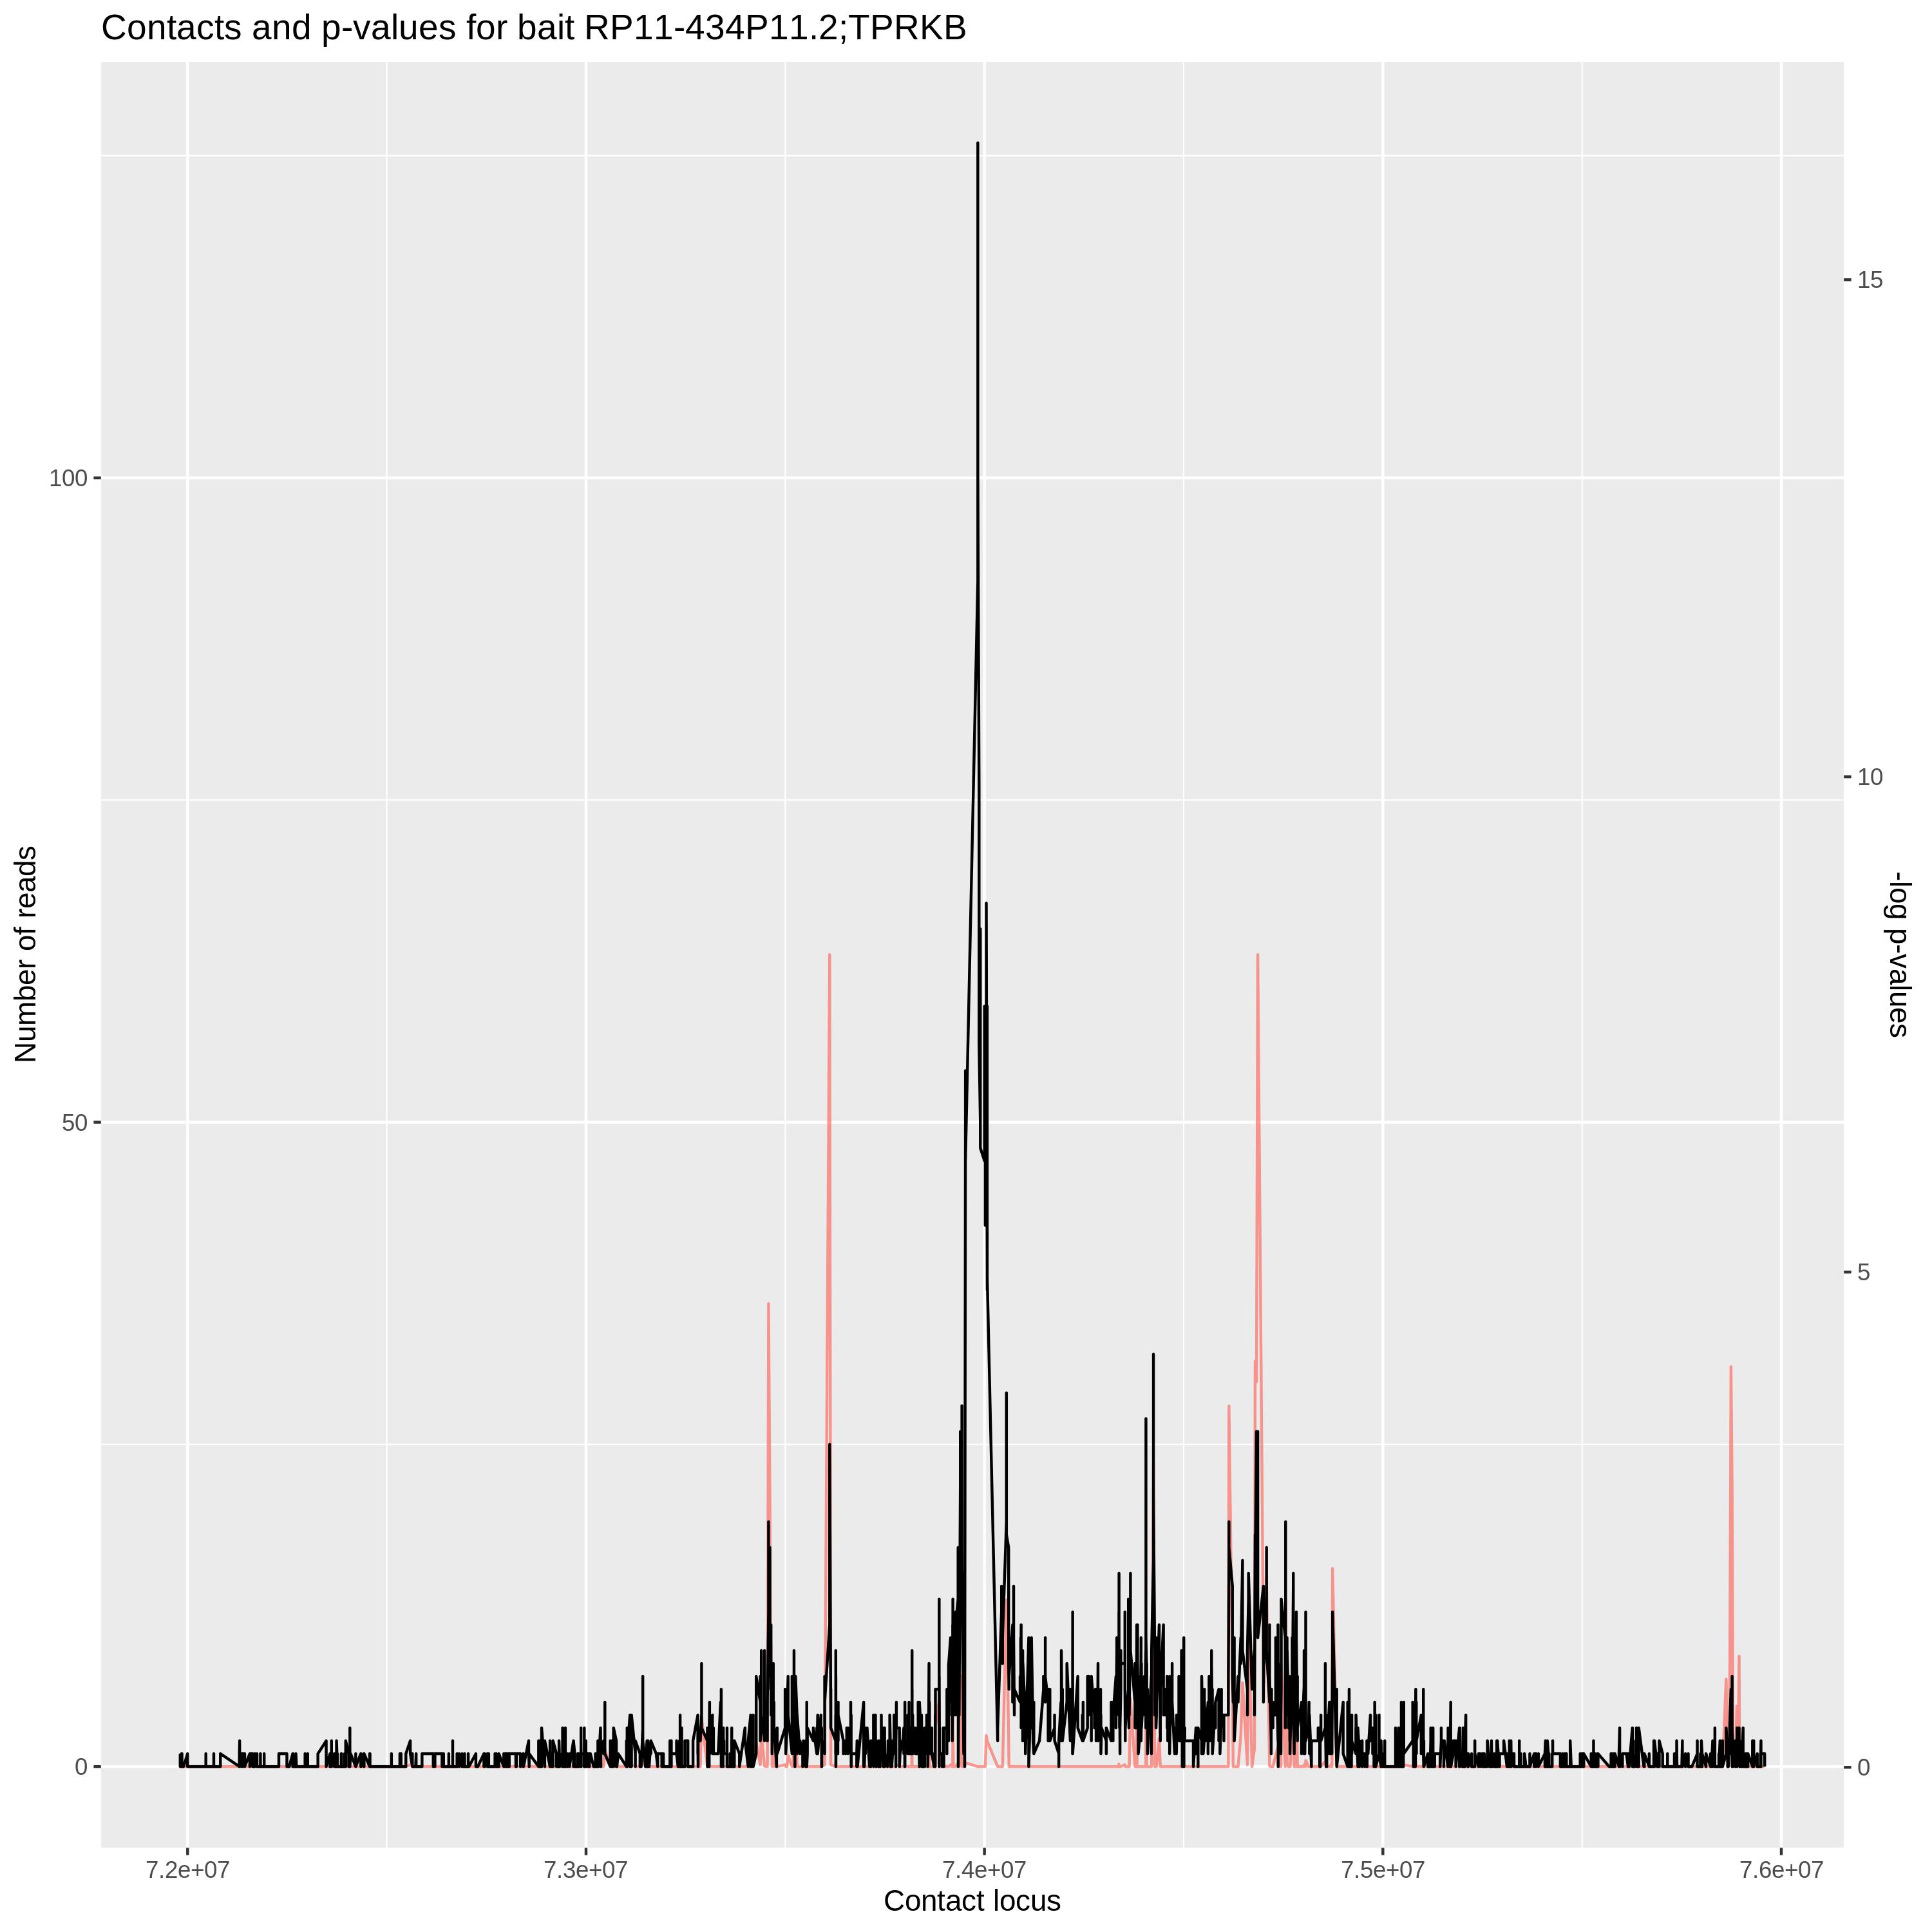 Contacts and p-values for bait RP11-434P11.2;TPRKB
Number of reads
100
50
0
15
10
5
0
-log p-values
7.2e+07 7.3e+07 7.4e+07 7.5e+07 7.6e+07
Contact locus